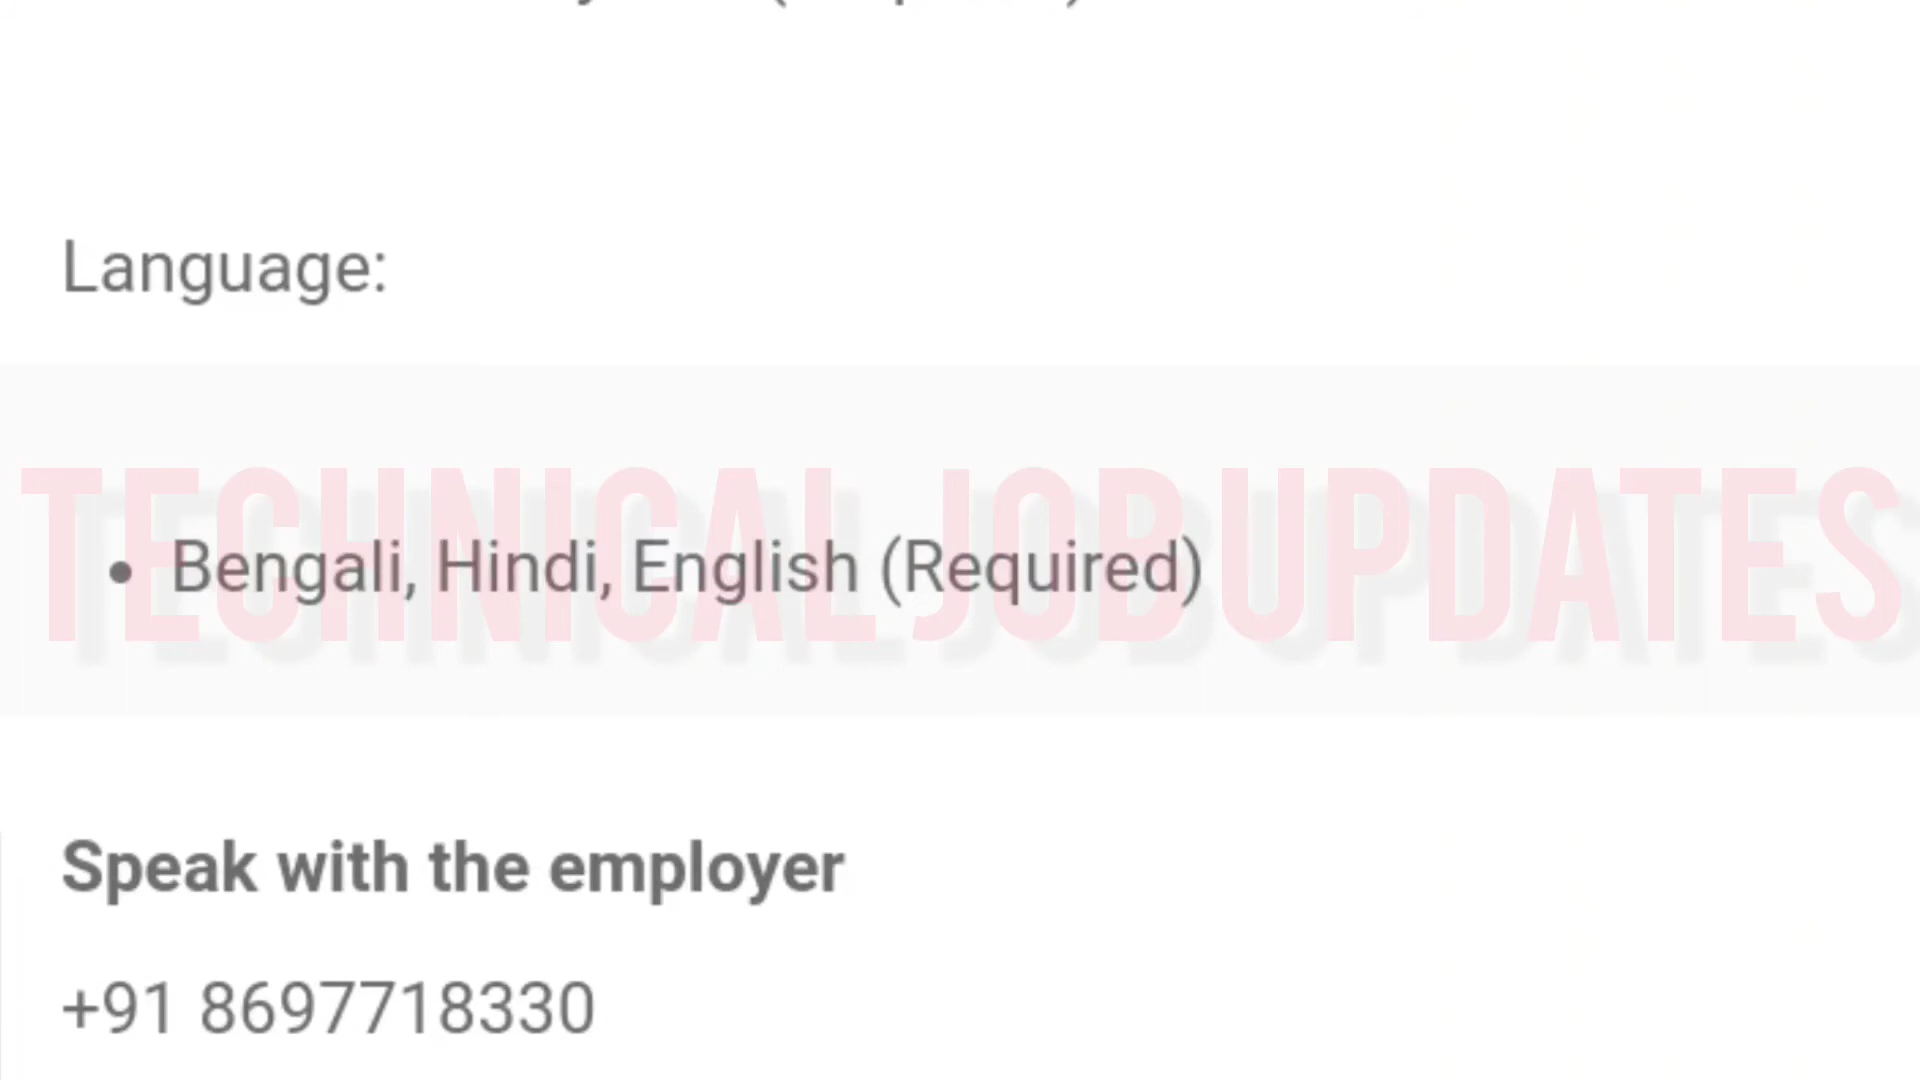 Language:
TECHNICAL JOB UPDATES
Bengali, Hindi, English (Required)
Speak with the employer
+91 8697718330